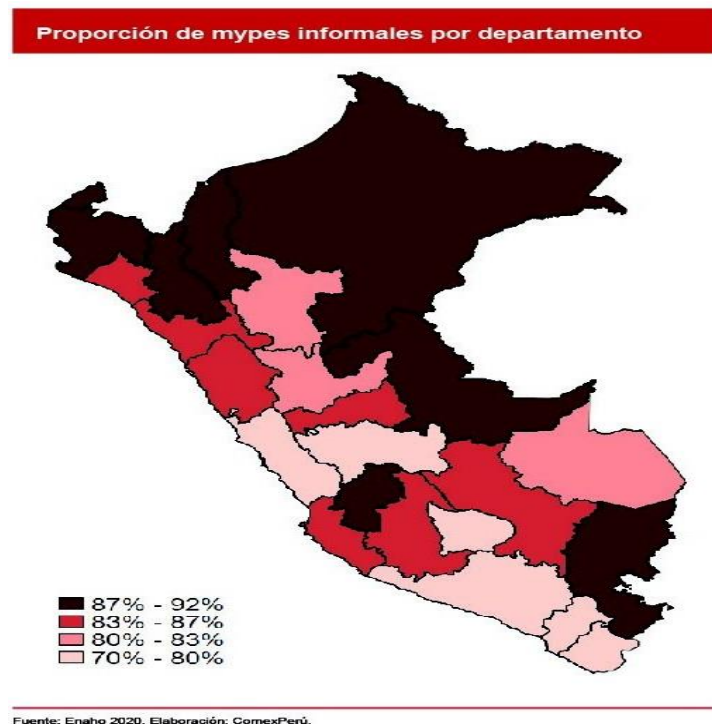 Proporción de mypes informales por departamento
87% - 92%
83% - 87%
80% - 83%
70% - 80%
Fuente: Enaho 2020. Elaboración: ComexPerú.